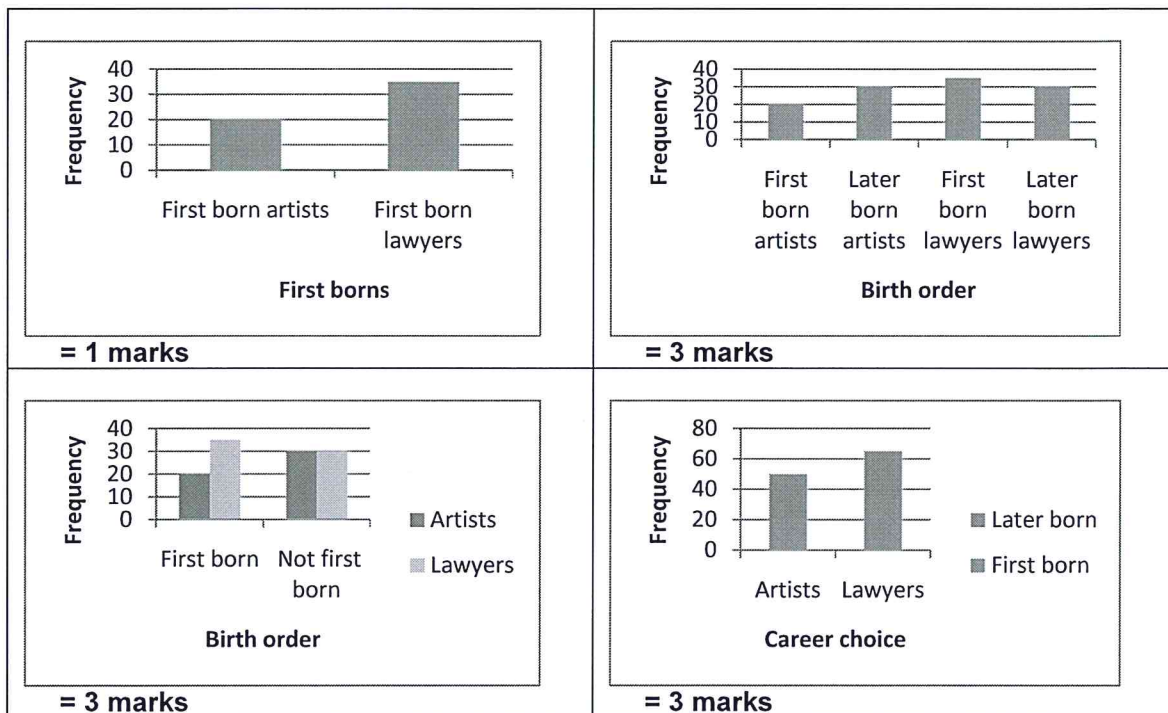 Frequency
40
30
20
10
0
First born artists
First born
lawyers
First borns
= 1 marks
Frequency
40
30
20
10
0
First
born
artists
Later
born
artists
First
born
lawyers
Later
born
lawyers
Birth order
= 3 marks
Frequency
40
30
20
10
0
First born
Not first
born
Artists
Lawyers
Birth order
= 3 marks
Frequency
80
60
40
20
0
Artists
Lawyers
Later born
First born
Career choice
= 3 marks